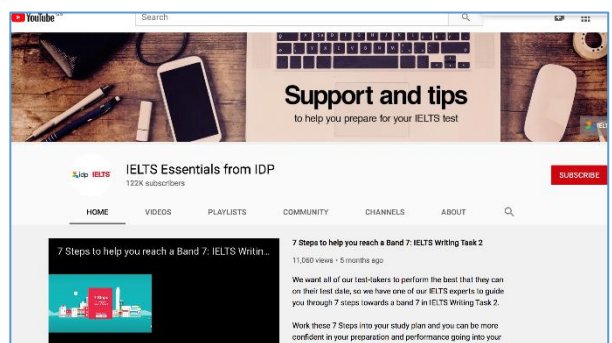 YouTube
Search
Support and tips
to help you prepare for your IELTS test
idp IELTS
IELTS Essentials from IDP
122K subscribers
SUBSCRIBE
HOME VIDEOS PLAYLISTS COMMUNITY CHANNELS ABOUT
7 Steps to help you reach a Band 7: IELTS Writin...
7 Steps to help you reach a Band 7: IELTS Writing Task 2
11,060 views • 5 months ago
We want all of our test-takers to perform the best that they can
on their test date, so we have one of our IELTS experts to guide
you through 7 steps towards a band 7 in IELTS Writing Task 2.
Work these 7 Steps into your study plan and you can be more
confident in your preparation and performance going into your